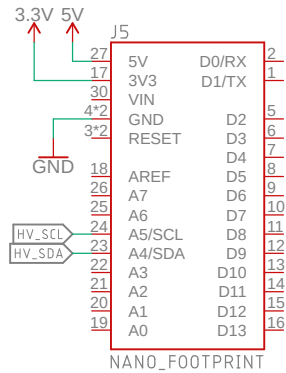 3.3V 5V
J5
27 5V D0/RX 2
17 3V3 D1/TX 1
30 VIN
4*2 GND D2 5
3*2 RESET D3 6
D4 7
GND
18 AREF D5 8
26 A7 D6 9
25 A6 D7 10
HV_SCL 24 A5/SCL D8 11
HV_SDA 23 A4/SDA D9 12
22 A3 D10 13
21 A2 D11 14
20 A1 D12 15
19 A0 D13 16
NANO_FOOTPRINT